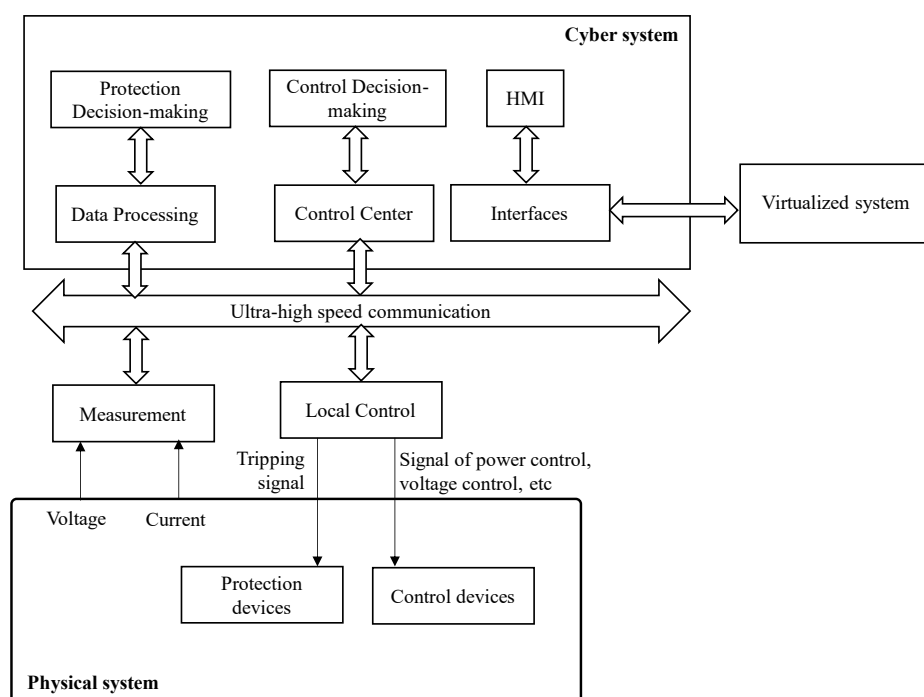 Cyber system
Protection
Decision-making
Control Decision-
making
HMI
Data Processing
Control Center
Interfaces
Virtualized system
Ultra-high speed communication
Measurement
Local Control
Tripping
signal
Signal of power control,
voltage control, etc
Voltage
Current
Protection
devices
Control devices
Physical system